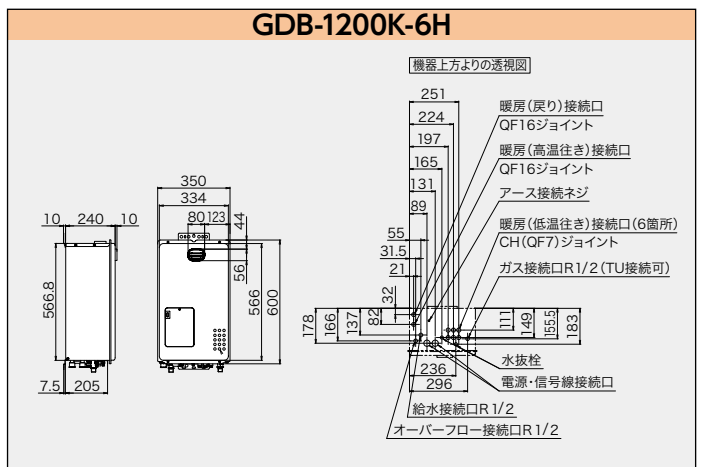 GDB-1200K-6H
機器上方よりの透視図
251
224
197
165
131
89
55
31.5
21
32
暖房(戻り)接続口
QF16ジョイント
暖房(高温往き)接続口
QF16ジョイント
アース接続ネジ
暖房(低温往き)接続口(6箇所)
CH(QF7)ジョイント
ガス接続口R1/2(TU接続可)
350
334
80 123
44
10 240 10
56
566.8
566
600
7.5 205
178
166
137
82
111
149
155.5
183
水抜栓
236
電源・信号線接続口
296
給水接続口R1/2
オーバーフロー接続口R1/2